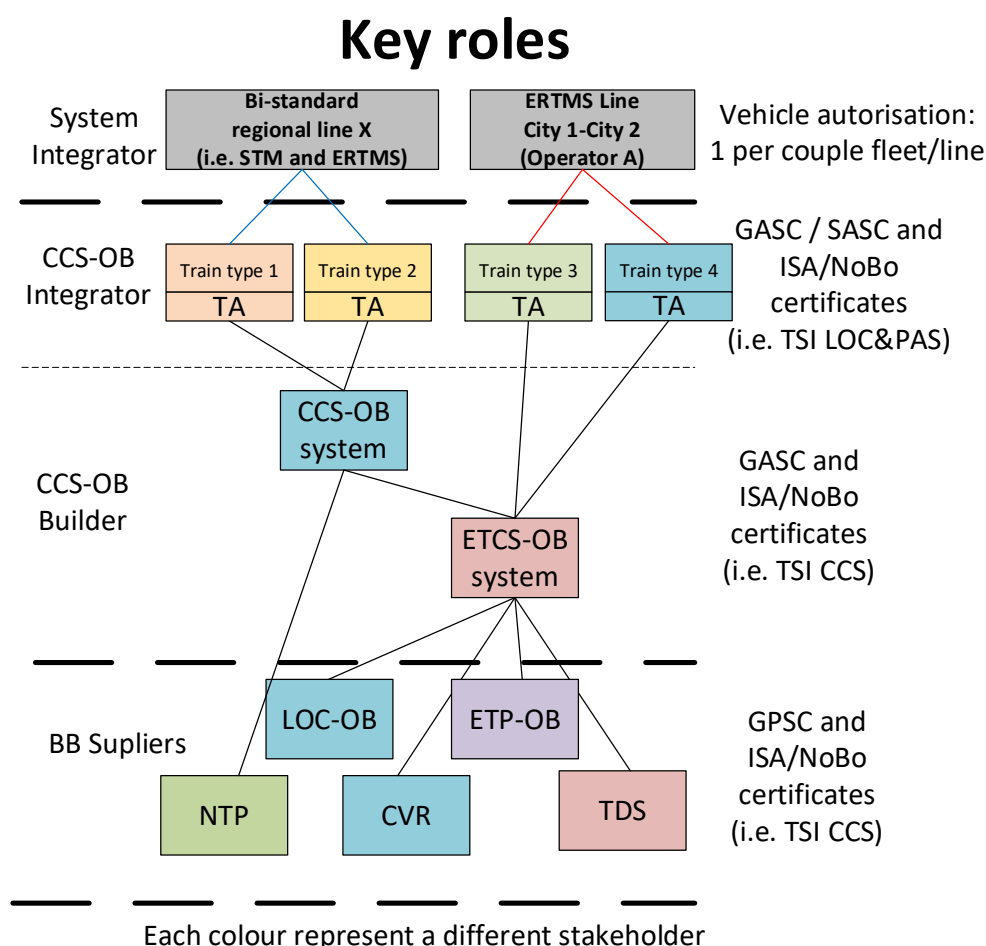 Key roles
System
Integrator
Bi-standard
regional line X
(i.e. STM and ERTMS)
ERTMS Line
City 1-City 2
(Operator A)
Vehicle autorisation:
1 per couple fleet/line
CCS-OB
Integrator
Train type 1
TA
Train type 2
TA
Train type 3
TA
Train type 4
TA
GASC / SASC and
ISA/NoBo
certificates
(i.e. TSI LOC&PAS)
CCS-OB
Builder
CCS-OB
system
ETCS-OB
system
GASC and
ISA/NoBo
certificates
(i.e. TSI CCS)
BB Supliers
LOC-OB
ETP-OB
NTP
CVR
TDS
GPSC and
ISA/NoBo
certificates
(i.e. TSI CCS)
Each colour represent a different stakeholder